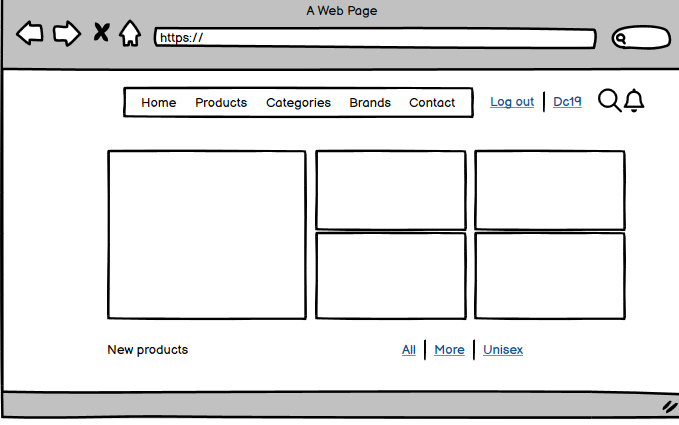 A Web Page
https://
Home Products Categories Brands Contact Log out Dc19
New products All More Unisex